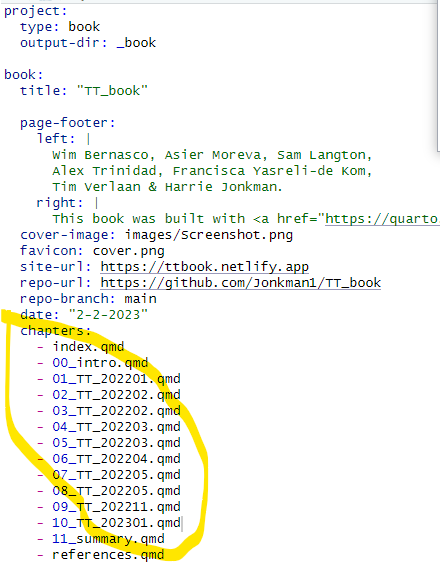 project:
  type: book
  output-dir: _book

book:
  title: "TT_book"

  page-footer:
    left: |
      Wim Bernasco, Asier Moreva, Sam Langton,
      Alex Trinidad, Francisca Yasreli-de Kom,
      Tim Verlaan & Harrie Jonkman.
    right: |
      This book was built with <a href="https://quarto
  cover-image: images/Screenshot.png
  favicon: cover.png
  site-url: https://ttbook.netlify.app
  repo-url: https://github.com/Jonkman1/TT_book
  repo-branch: main
  date: "2-2-2023"
  chapters:
    - index.qmd
    - 00_intro.qmd
    - 01_TT_202201.qmd
    - 02_TT_202202.qmd
    - 03_TT_202202.qmd
    - 04_TT_202203.qmd
    - 05_TT_202203.qmd
    - 06_TT_202204.qmd
    - 07_TT_202205.qmd
    - 08_TT_202205.qmd
    - 09_TT_202211.qmd
    - 10_TT_202301.qmd
    - 11_summary.qmd
    - references.qmd